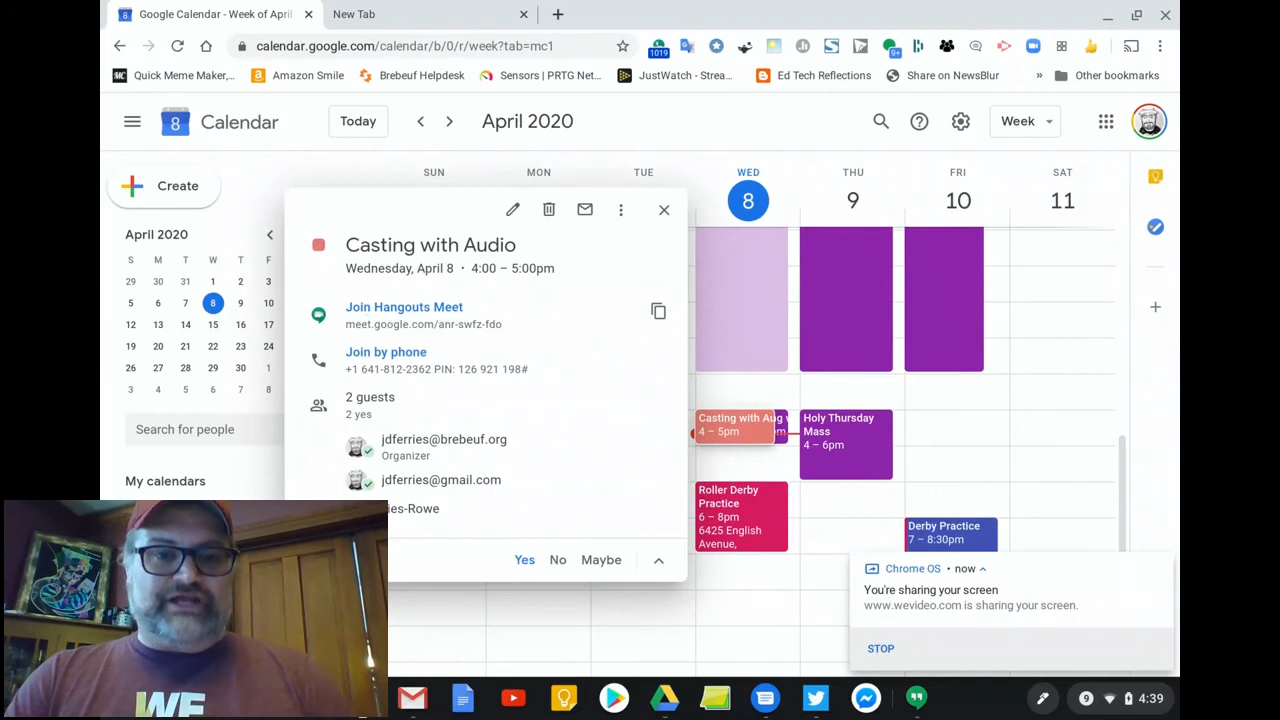 Google Calendar - Week of April
New Tab
calendar.google.com/calendar/b/0/r/week?tab=mc1
1019
9+
Quick Meme Maker,...
Amazon Smile
Brebeuf Helpdesk
Sensors | PRTG Net...
JustWatch - Strea...
Ed Tech Reflections
Share on NewsBlur
»
Other bookmarks
8
Calendar
Today
April 2020
Week
Create
SUN
MON
TUE
WED
THU
FRI
SAT
8
9
10
11
April 2020
S M T W T F
29 30 31 1 2 3
5 6 7 8 9 10
12 13 14 15 16 17
19 20 21 22 23 24
26 27 28 29 30 1
3 4 5 6 7 8
Search for people
My calendars
Casting with Audio
Wednesday, April 8 • 4:00 – 5:00pm
Join Hangouts Meet
meet.google.com/anr-swfz-fdo
Join by phone
+1 641-812-2362 PIN: 126 921 198#
2 guests
2 yes
jdferries@brebeuf.org
Organizer
jdferries@gmail.com
ies-Rowe
Yes No Maybe
Casting with Au
4 – 5pm
Holy Thursday
Mass
4 – 6pm
Roller Derby
Practice
6 – 8pm
6425 English
Avenue,
Derby Practice
7 – 8:30pm
Chrome OS • now
You're sharing your screen
www.wevideo.com is sharing your screen.
STOP
WE
9
4:39